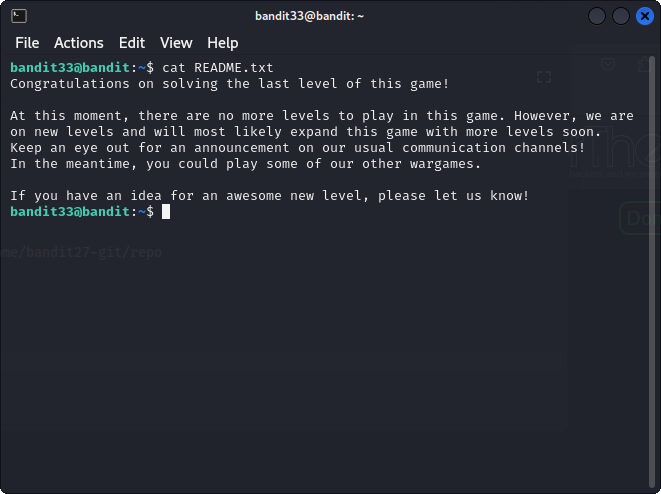 bandit33@bandit: ~
File Actions Edit View Help
bandit33@bandit:~$ cat README.txt
Congratulations on solving the last level of this game!
At this moment, there are no more levels to play in this game. However, we are
on new levels and will most likely expand this game with more levels soon.
Keep an eye out for an announcement on our usual communication channels!
In the meantime, you could play some of our other wargames.
If you have an idea for an awesome new level, please let us know!
bandit33@bandit:~$
me/bandit27-git/repo